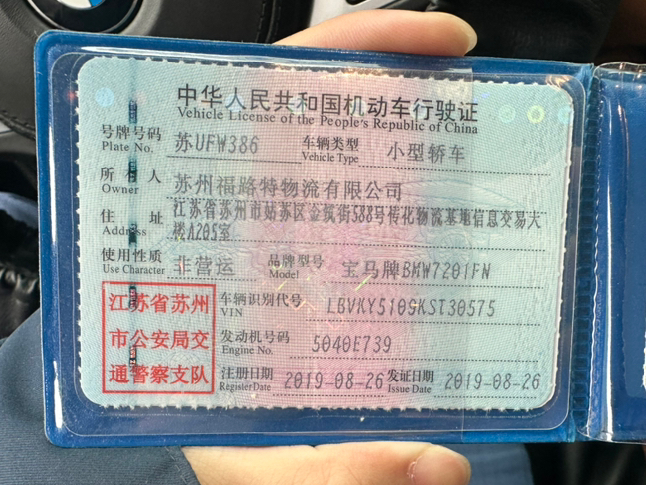 中华人民共和国机动车行驶证
Vehicle License of the People's Republic of China
号牌号码 苏UFW386 车辆类型 小型轿车
Plate No. Vehicle Type
所有人 苏州福路特物流有限公司
Owner
住址 江苏省苏州市姑苏区金筑街588号传化物流基地信息交易大
Address 楼A205室
使用性质 非营运 品牌型号 宝马牌BMW7201FN
Use Character Model
江苏省苏州 车辆识别代号 LBVKY5109KST30575
VIN
市公安局交 发动机号码 5040E739
Engine No.
通警察支队 注册日期 2019-08-26 发证日期 2019-08-26
Register Date Issue Date